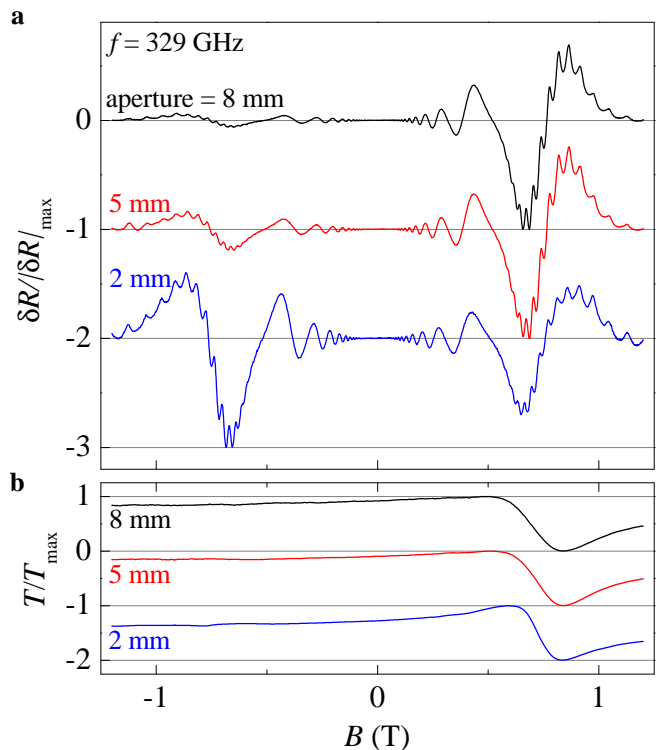 a
f = 329 GHz
aperture = 8 mm
0
5 mm
-1
2 mm
-2
-3
δR/|δR|max
b
1
8 mm
0
5 mm
-1
2 mm
-2
T/Tmax
-1 0 1
B (T)